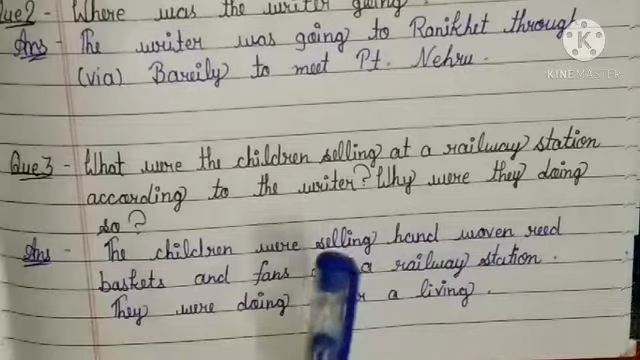 Que2 - Where was the writer going.
Ans - The writer was going to Ranikhet through
(via) Bareily to meet Pt. Nehru.
KINEMASTER
Que3 - What were the children selling at a railway station
according to the writer? Why were they doing
so?
Ans - The children were selling hand woven reed
baskets and fans a railway station.
They were doing a living.